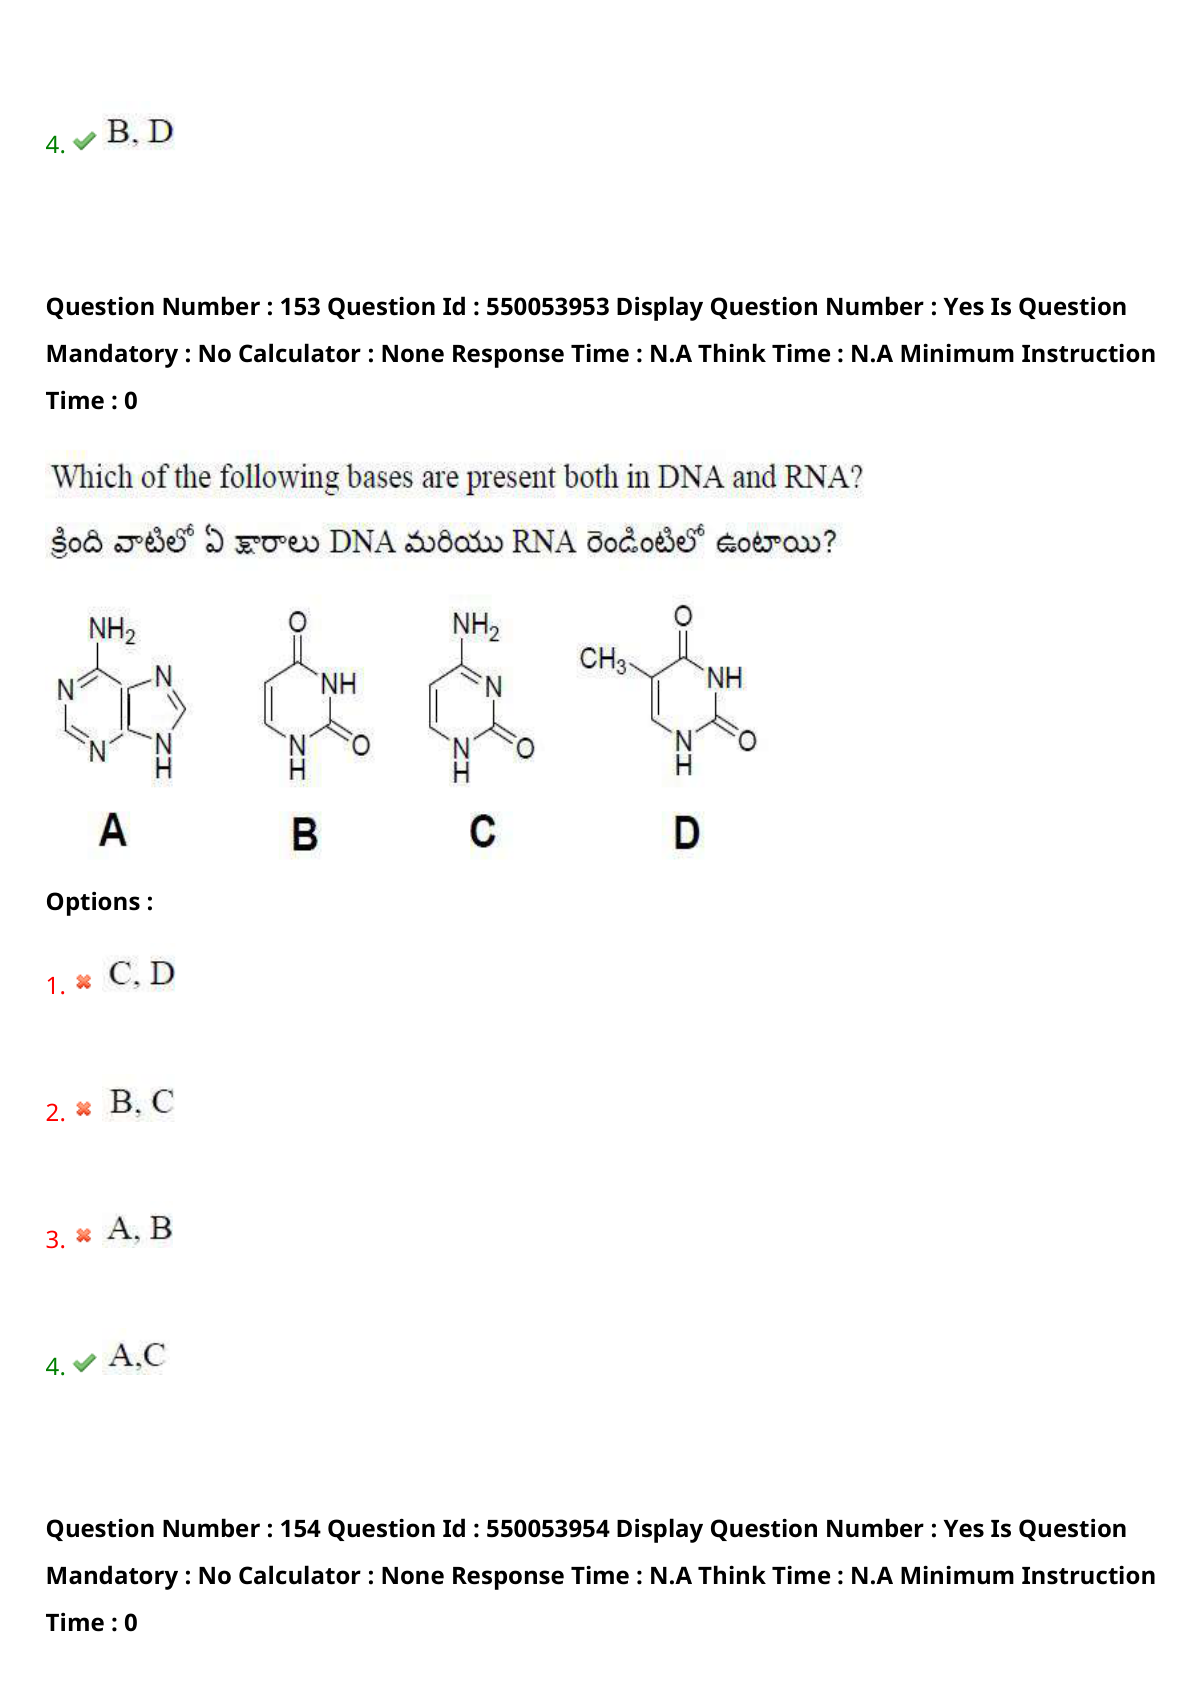 4. B, D
Question Number : 153 Question Id : 550053953 Display Question Number : Yes Is Question
Mandatory : No Calculator : None Response Time : N.A Think Time : N.A Minimum Instruction
Time : 0
Which of the following bases are present both in DNA and RNA?
క్రింది వాటిలో ఏ క్షారాలు DNA మరియు RNA రెండింటిలో ఉంటాయి?
NH2 N N N N H
O NH N H O
NH2 N N H O
CH3 O NH N H O
A B C D
Options :
1. C, D
2. B, C
3. A, B
4. A,C
Question Number : 154 Question Id : 550053954 Display Question Number : Yes Is Question
Mandatory : No Calculator : None Response Time : N.A Think Time : N.A Minimum Instruction
Time : 0